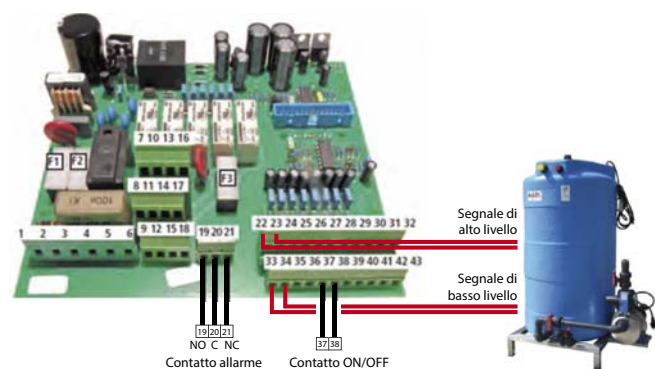 7 10 13 16
F1
F2
F3
8 11 14 17
22 23 24 25 26 27 28 29 30 31 32
1 2 3 4 5 6
9 12 15 18
19 20 21
33 34 35 36 37 38 39 40 41 42 43
Segnale di
alto livello
Segnale di
basso livello
19 20 21
NO C NC
37 38
Contatto allarme
Contatto ON/OFF